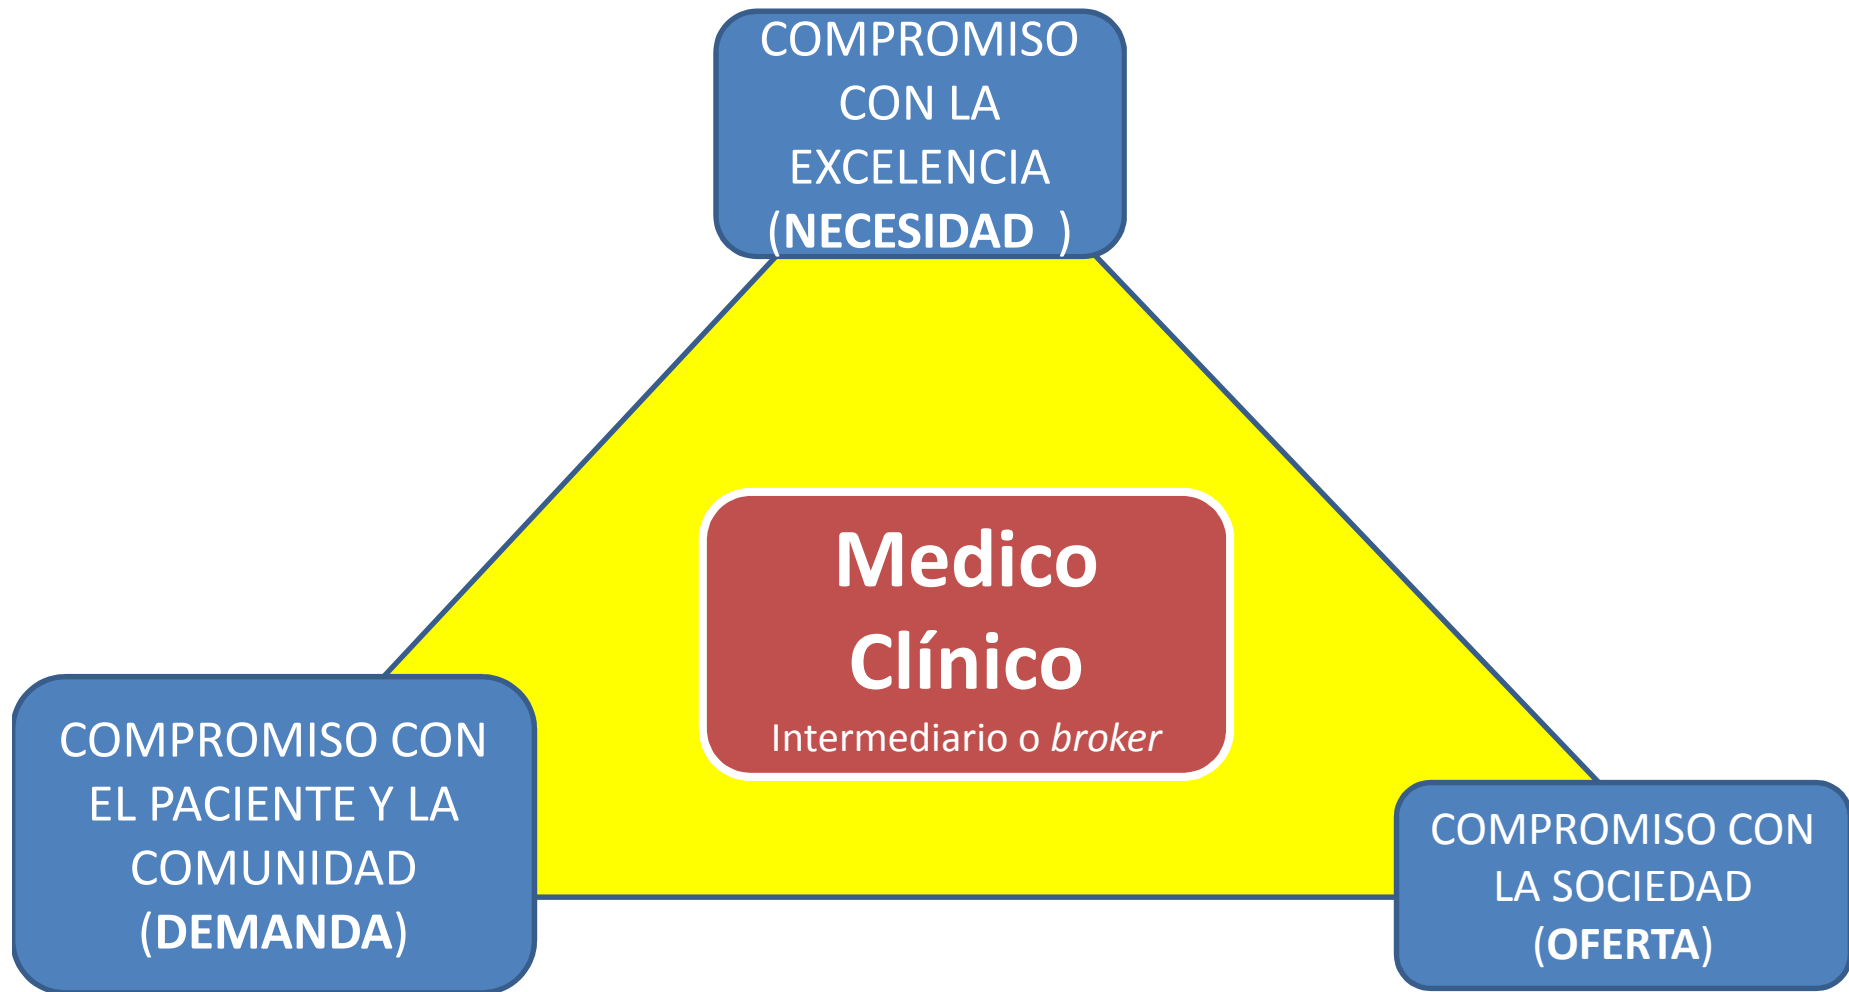 COMPROMISO
CON LA
EXCELENCIA
(NECESIDAD  )
Medico
Clínico
Intermediario o broker
COMPROMISO CON
EL PACIENTE Y LA
COMUNIDAD
(DEMANDA)
COMPROMISO CON
LA SOCIEDAD
(OFERTA)